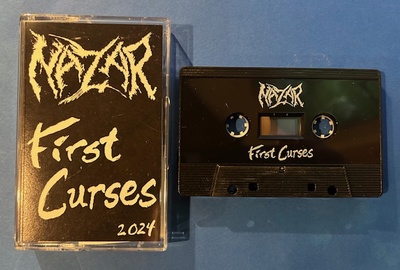 NAZAR
First
Curses
2024
NAZAR
First Curses